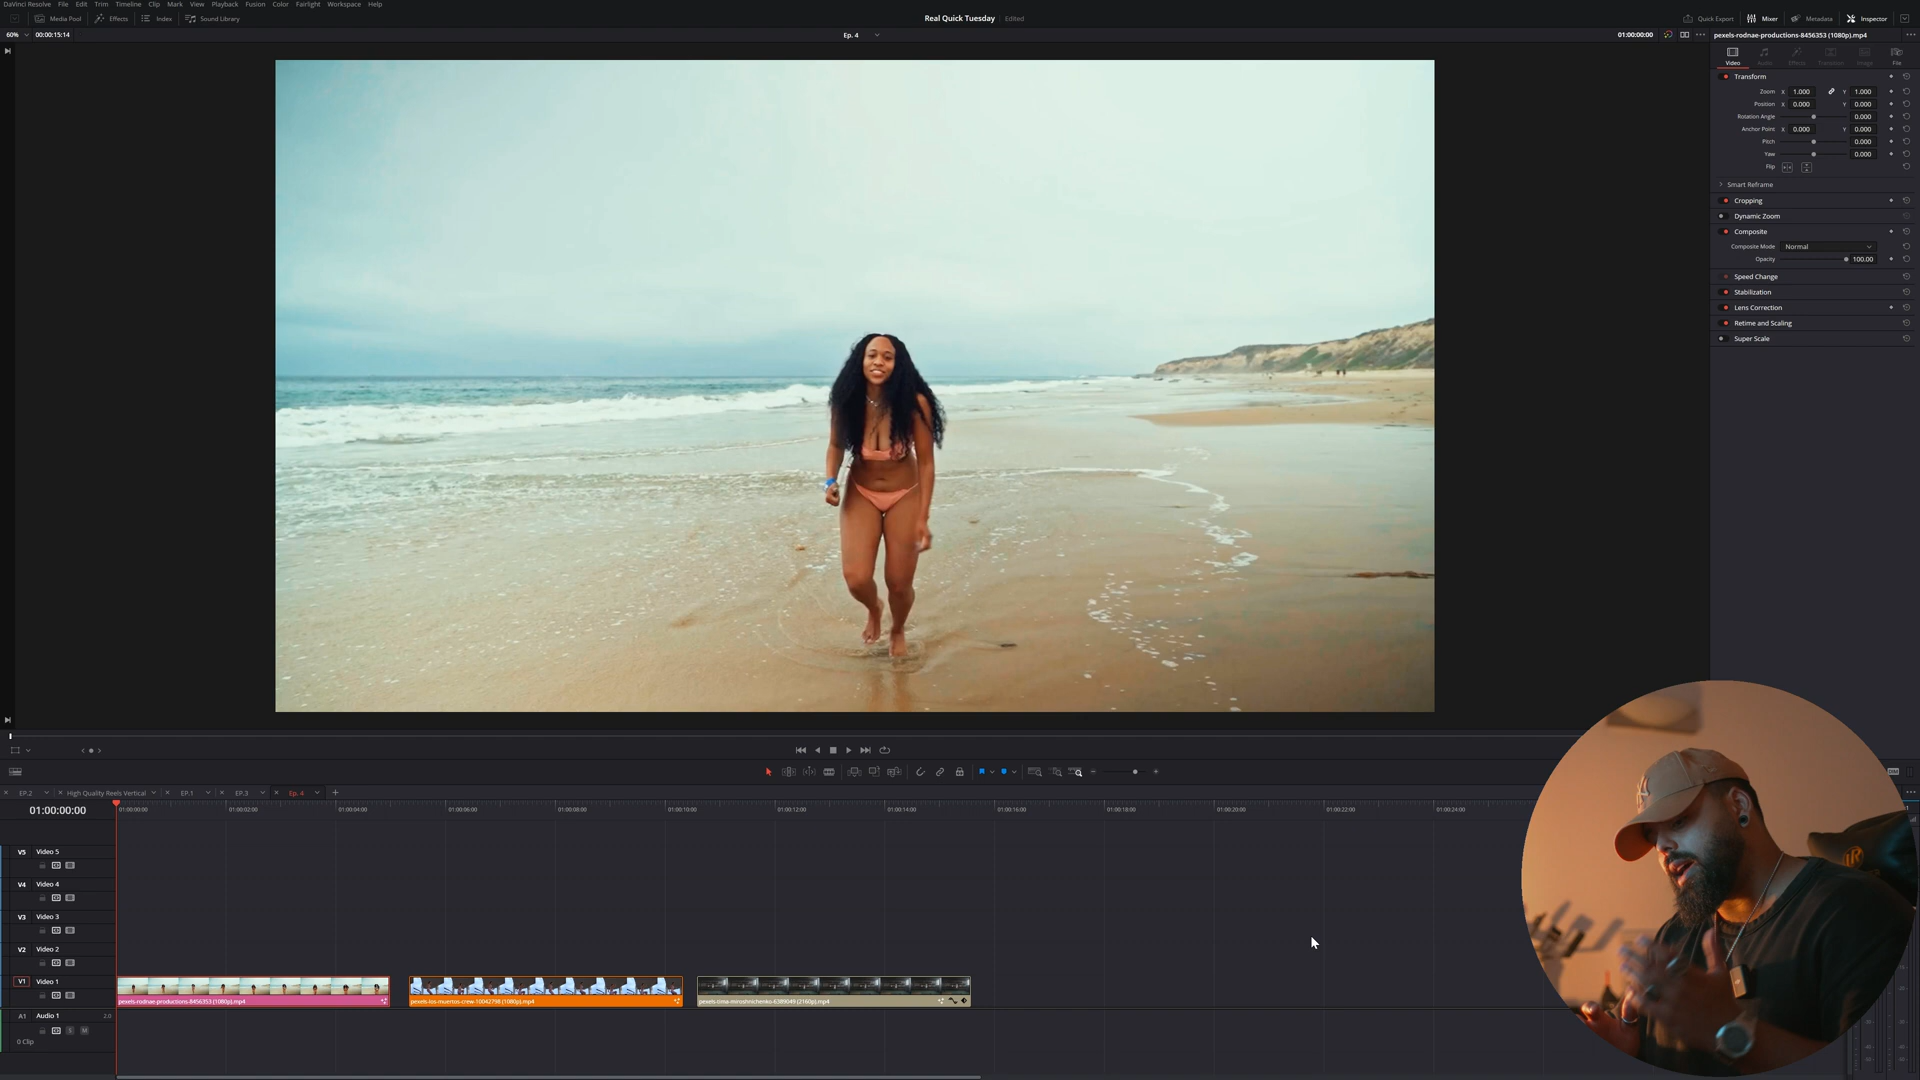 DaVinci Resolve File Edit Trim Timeline Clip Mark View Playback Fusion Color Fairlight Workspace Help
Media Pool Effects Index Sound Library Real Quick Tuesday Edited Quick Export Mixer Metadata Inspector
60% 00:00:15:14 Ep. 4 01:00:00:00 pexels-rodnae-productions-8456353 (1080p).mp4
Video Audio Effects Transition Image File
Transform
Zoom X 1.000 Y 1.000
Position X 0.000 Y 0.000
Rotation Angle 0.000
Anchor Point X 0.000 Y 0.000
Pitch 0.000
Yaw 0.000
Flip
Smart Reframe
Cropping
Dynamic Zoom
Composite
Composite Mode Normal
Opacity 100.00
Speed Change
Stabilization
Lens Correction
Retime and Scaling
Super Scale
EP.2 High Quality Reels Vertical EP.1 EP.3 Ep. 4
01:00:00:00 01:00:00:00 01:00:02:00 01:00:04:00 01:00:06:00 01:00:08:00 01:00:10:00 01:00:12:00 01:00:14:00 01:00:16:00 01:00:18:00 01:00:20:00 01:00:22:00 01:00:24:00
V5 Video 5
V4 Video 4
V3 Video 3
V2 Video 2
V1 Video 1
pexels-rodnae-productions-8456353 (1080p).mp4 pexels-los-muertos-crew-10042798 (1080p).mp4 pexels-tima-miroshnichenko-6389049 (2160p).mp4
A1 Audio 1 2.0
S M
0 Clip